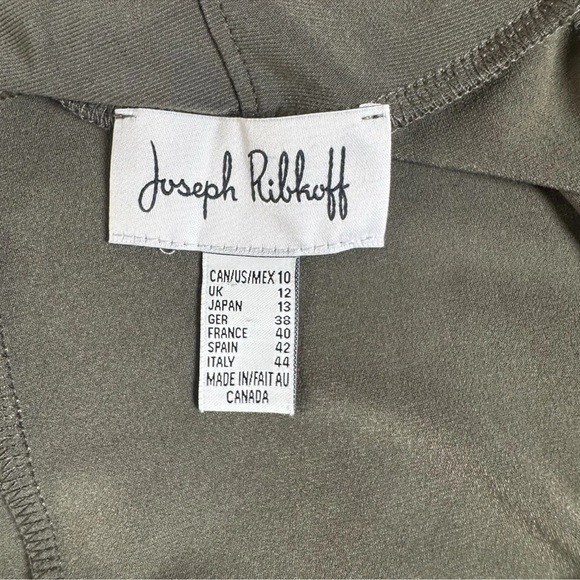 Joseph Ribkoff
CAN/US/MEX 10
UK 12
JAPAN 13
GER 38
FRANCE 40
SPAIN 42
ITALY 44
MADE IN/FAIT AU
CANADA